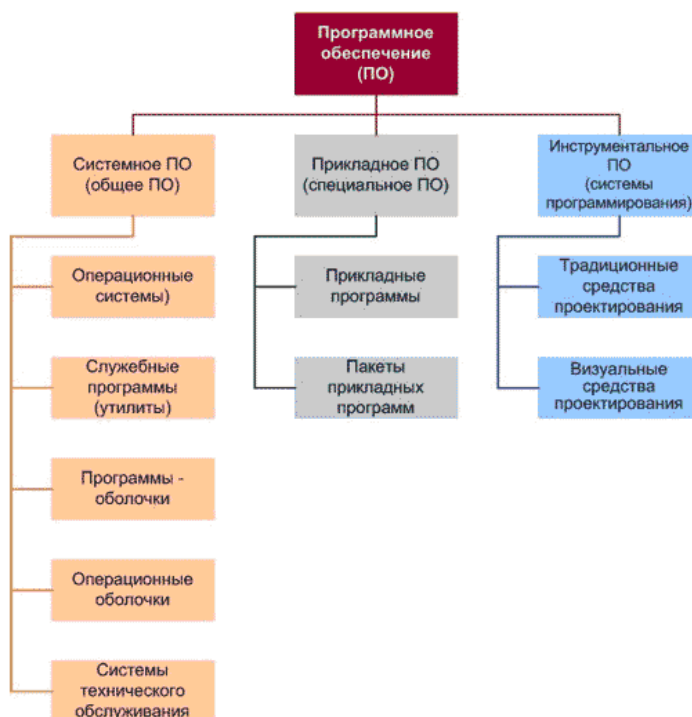 Программное
обеспечение
(ПО)
Системное ПО
(общее ПО)
Прикладное ПО
(специальное ПО)
Инструментальное
ПО
(системы
программирования)
Операционные
системы)
Прикладные
программы
Традиционные
средства
проектирования
Служебные
программы
(утилиты)
Пакеты
прикладных
программ
Визуальные
средства
проектирования
Программы -
оболочки
Операционные
оболочки
Системы
технического
обслуживания